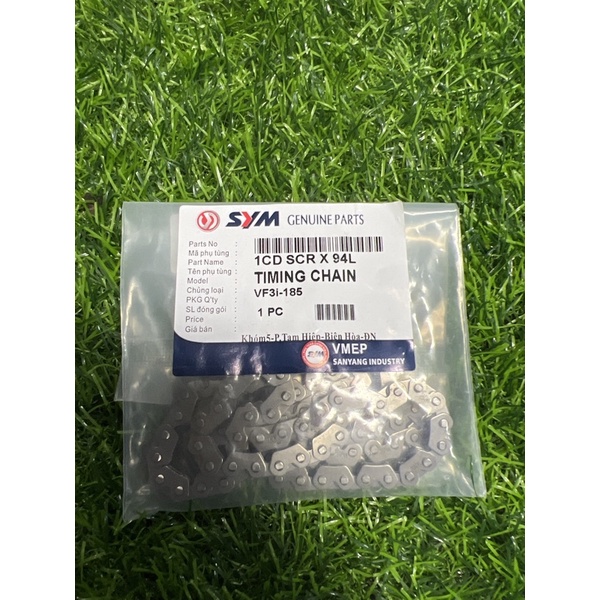 SYM GENUINE PARTS
Parts No :
Mã phụ tùng
1CD SCR X 94L
Part Name :
Tên phụ tùng
TIMING CHAIN
Model :
Chủng loại
VF3i-185
PKG Q'ty :
SL đóng gói
1 PC
Price :
Giá bán
Khóm5-P.Tam Hiệp-Biên Hòa-ĐN
SYM
VMEP
SANYANG INDUSTRY